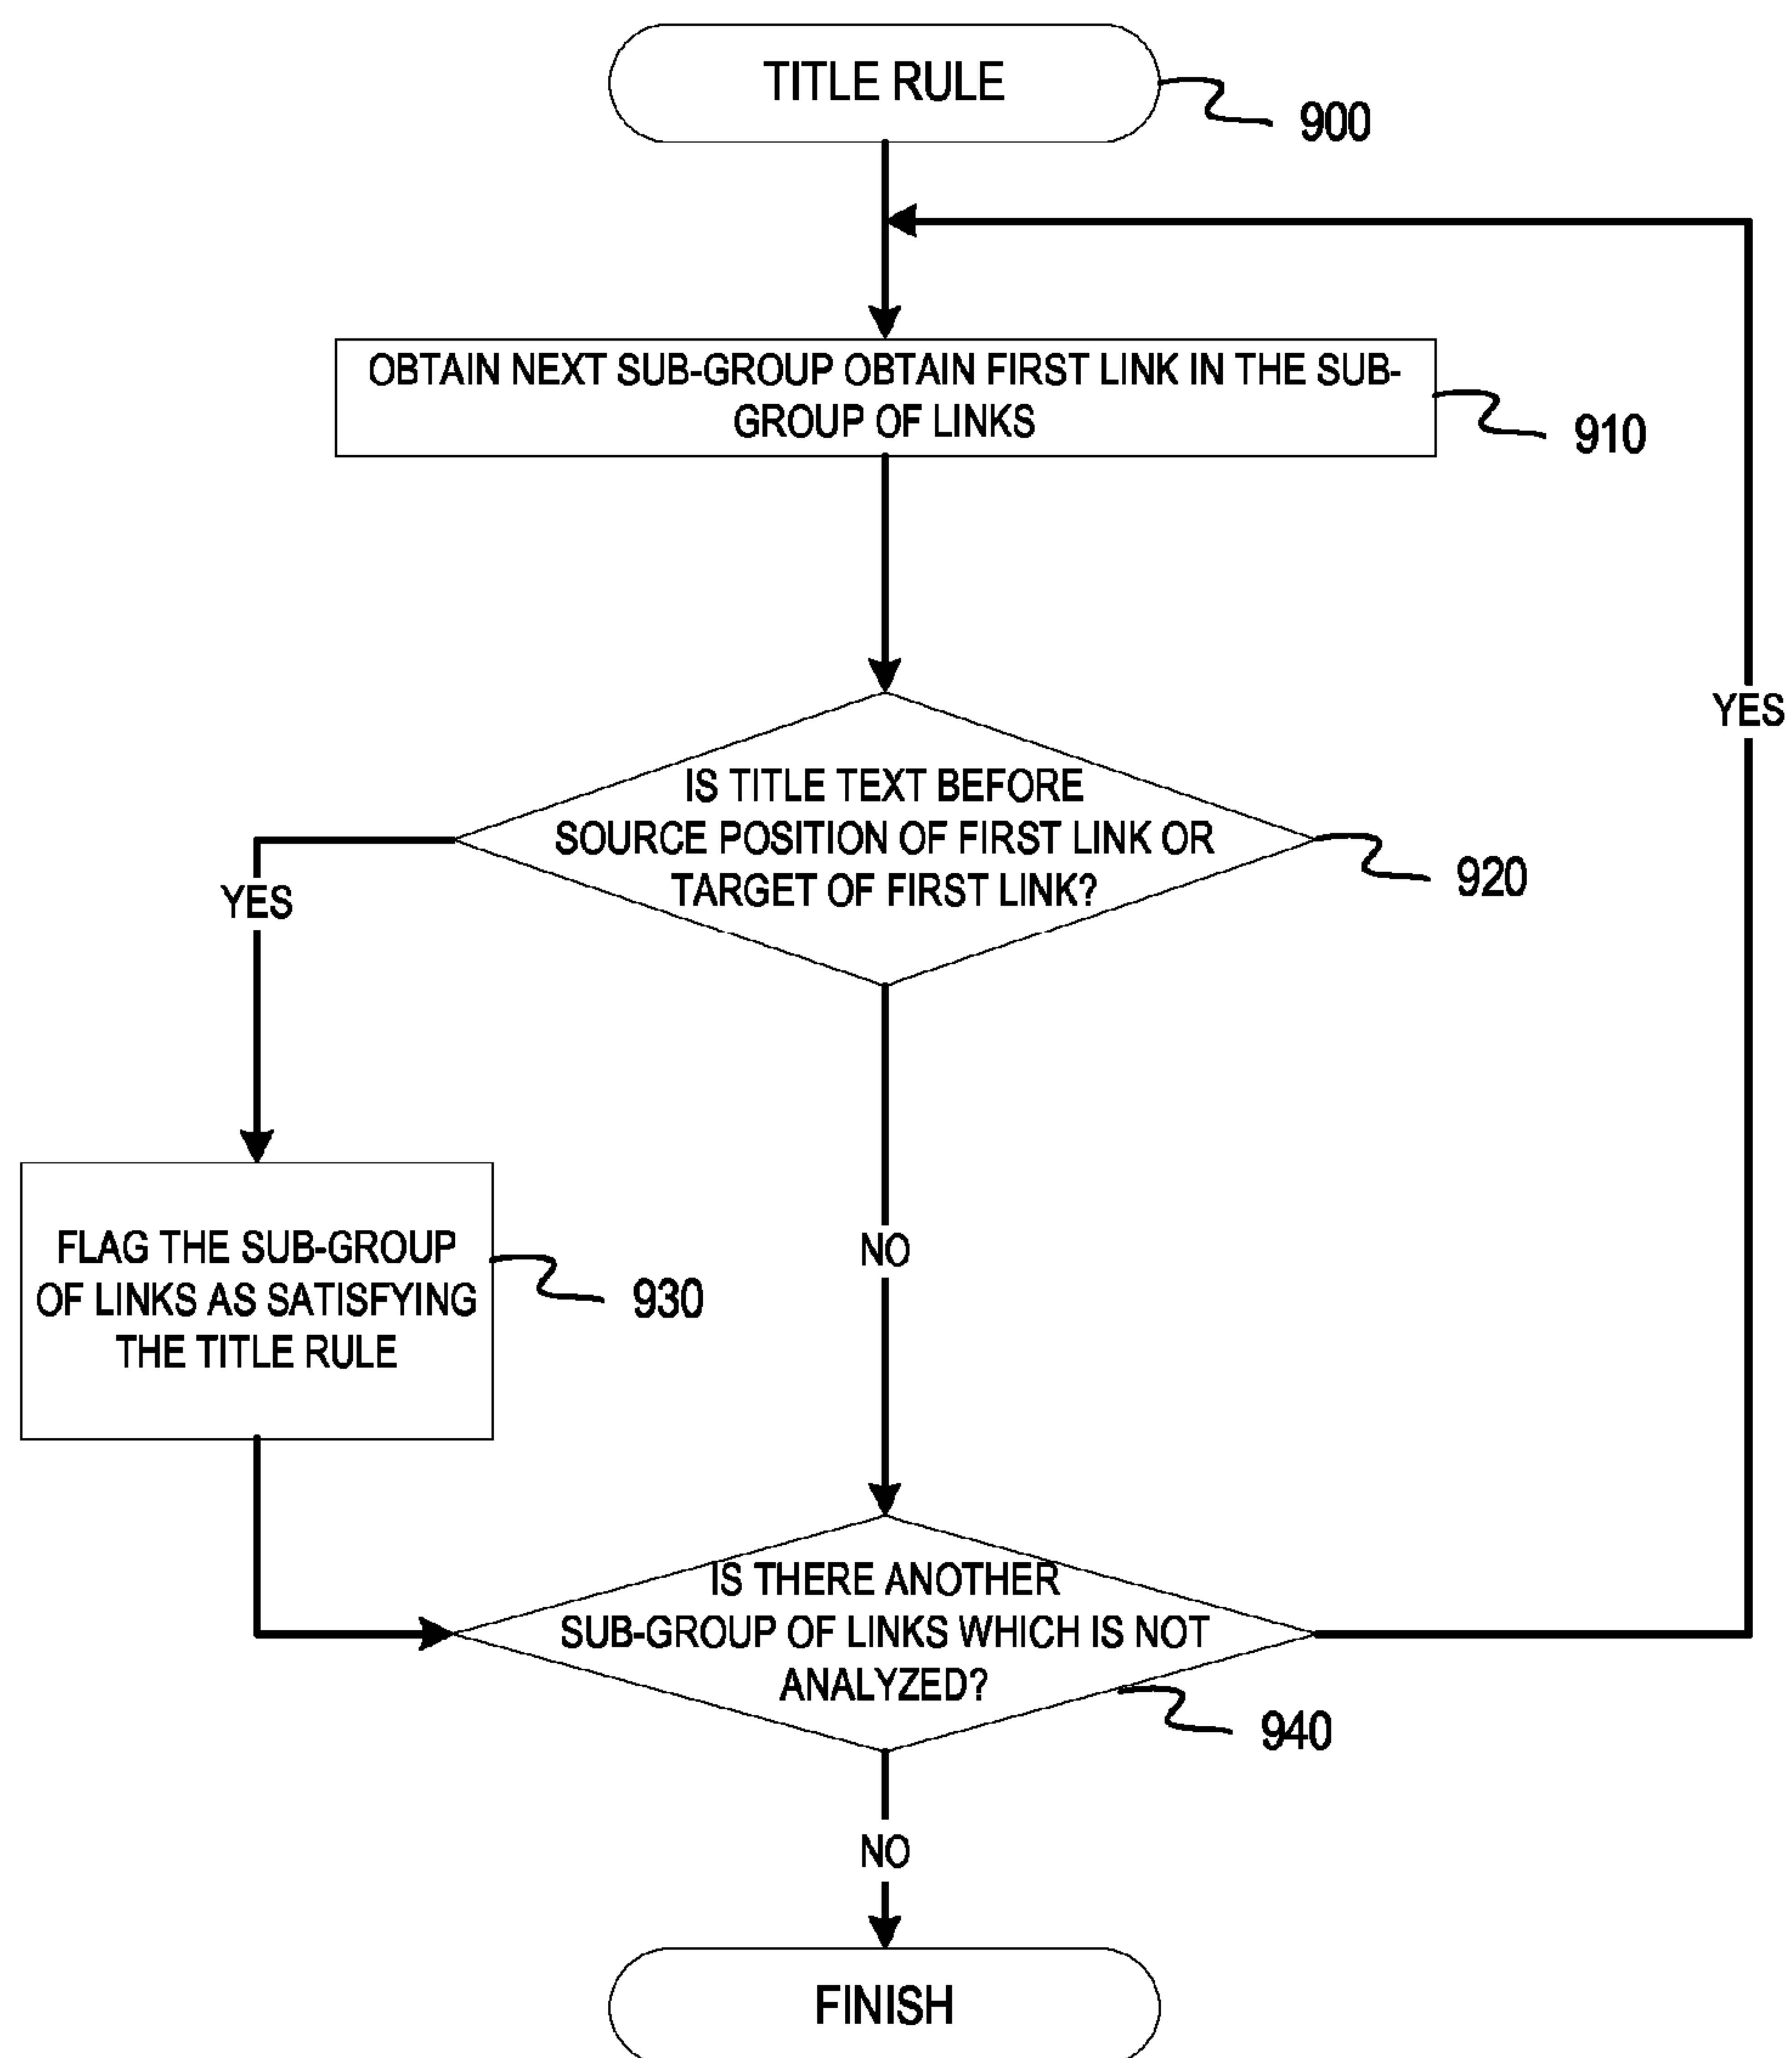 TITLE RULE
900
OBTAIN NEXT SUB-GROUP OBTAIN FIRST LINK IN THE SUB-
GROUP OF LINKS
910
YES
IS TITLE TEXT BEFORE
SOURCE POSITION OF FIRST LINK OR
TARGET OF FIRST LINK?
920
YES
NO
FLAG THE SUB-GROUP
OF LINKS AS SATISFYING
THE TITLE RULE
930
IS THERE ANOTHER
SUB-GROUP OF LINKS WHICH IS NOT
ANALYZED?
940
NO
FINISH